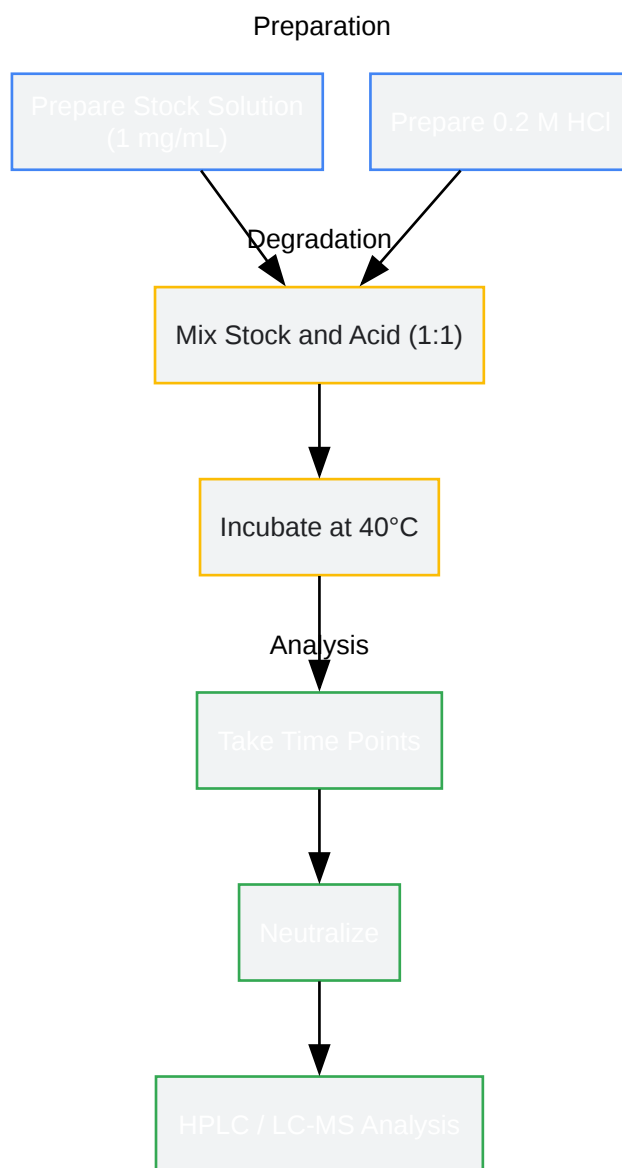 Preparation
Prepare Stock Solution
(1 mg/mL)
Prepare 0.2 M HCl
Degradation
Mix Stock and Acid (1:1)
Incubate at 40°C
Analysis
Take Time Points
Neutralize
HPLC / LC-MS Analysis